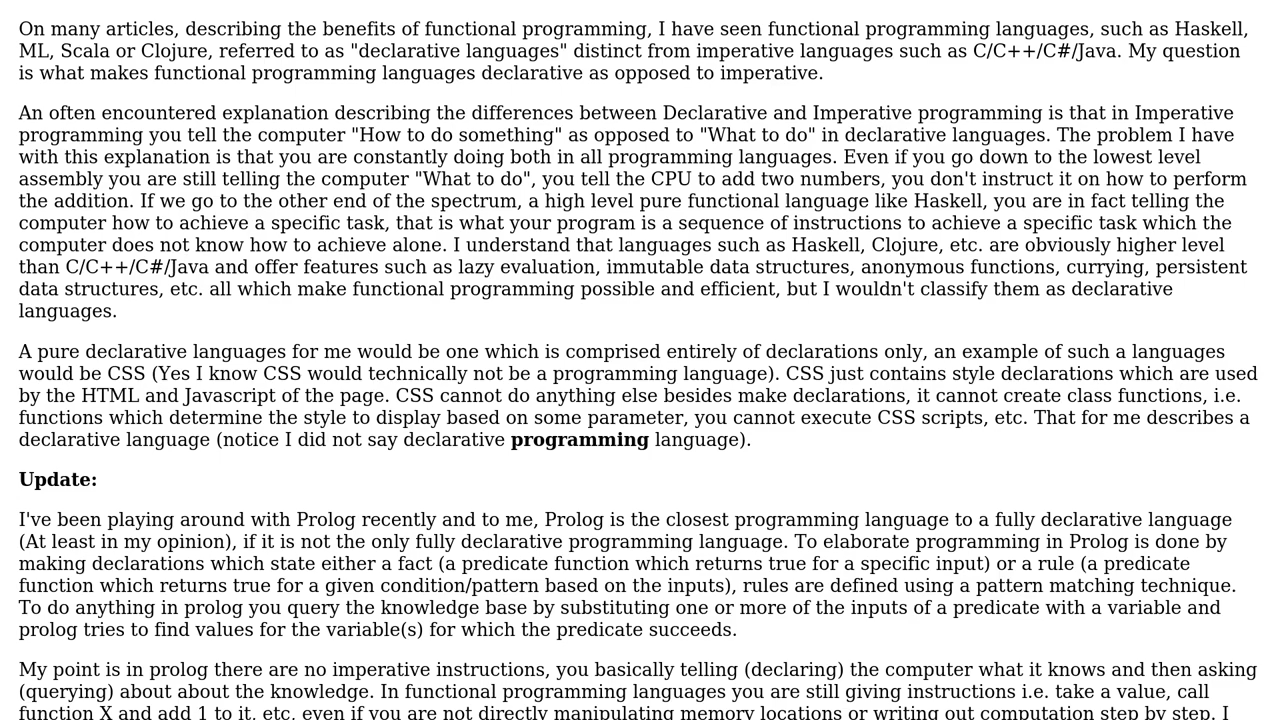 On many articles, describing the benefits of functional programming, I have seen functional programming languages, such as Haskell,
ML, Scala or Clojure, referred to as "declarative languages" distinct from imperative languages such as C/C++/C#/Java. My question
is what makes functional programming languages declarative as opposed to imperative.
An often encountered explanation describing the differences between Declarative and Imperative programming is that in Imperative
programming you tell the computer "How to do something" as opposed to "What to do" in declarative languages. The problem I have
with this explanation is that you are constantly doing both in all programming languages. Even if you go down to the lowest level
assembly you are still telling the computer "What to do", you tell the CPU to add two numbers, you don't instruct it on how to perform
the addition. If we go to the other end of the spectrum, a high level pure functional language like Haskell, you are in fact telling the
computer how to achieve a specific task, that is what your program is a sequence of instructions to achieve a specific task which the
computer does not know how to achieve alone. I understand that languages such as Haskell, Clojure, etc. are obviously higher level
than C/C++/C#/Java and offer features such as lazy evaluation, immutable data structures, anonymous functions, currying, persistent
data structures, etc. all which make functional programming possible and efficient, but I wouldn't classify them as declarative
languages.
A pure declarative languages for me would be one which is comprised entirely of declarations only, an example of such a languages
would be CSS (Yes I know CSS would technically not be a programming language). CSS just contains style declarations which are used
by the HTML and Javascript of the page. CSS cannot do anything else besides make declarations, it cannot create class functions, i.e.
functions which determine the style to display based on some parameter, you cannot execute CSS scripts, etc. That for me describes a
declarative language (notice I did not say declarative programming language).
Update:
I've been playing around with Prolog recently and to me, Prolog is the closest programming language to a fully declarative language
(At least in my opinion), if it is not the only fully declarative programming language. To elaborate programming in Prolog is done by
making declarations which state either a fact (a predicate function which returns true for a specific input) or a rule (a predicate
function which returns true for a given condition/pattern based on the inputs), rules are defined using a pattern matching technique.
To do anything in prolog you query the knowledge base by substituting one or more of the inputs of a predicate with a variable and
prolog tries to find values for the variable(s) for which the predicate succeeds.
My point is in prolog there are no imperative instructions, you basically telling (declaring) the computer what it knows and then asking
(querying) about about the knowledge. In functional programming languages you are still giving instructions i.e. take a value, call
function X and add 1 to it, etc, even if you are not directly manipulating memory locations or writing out computation step by step. I